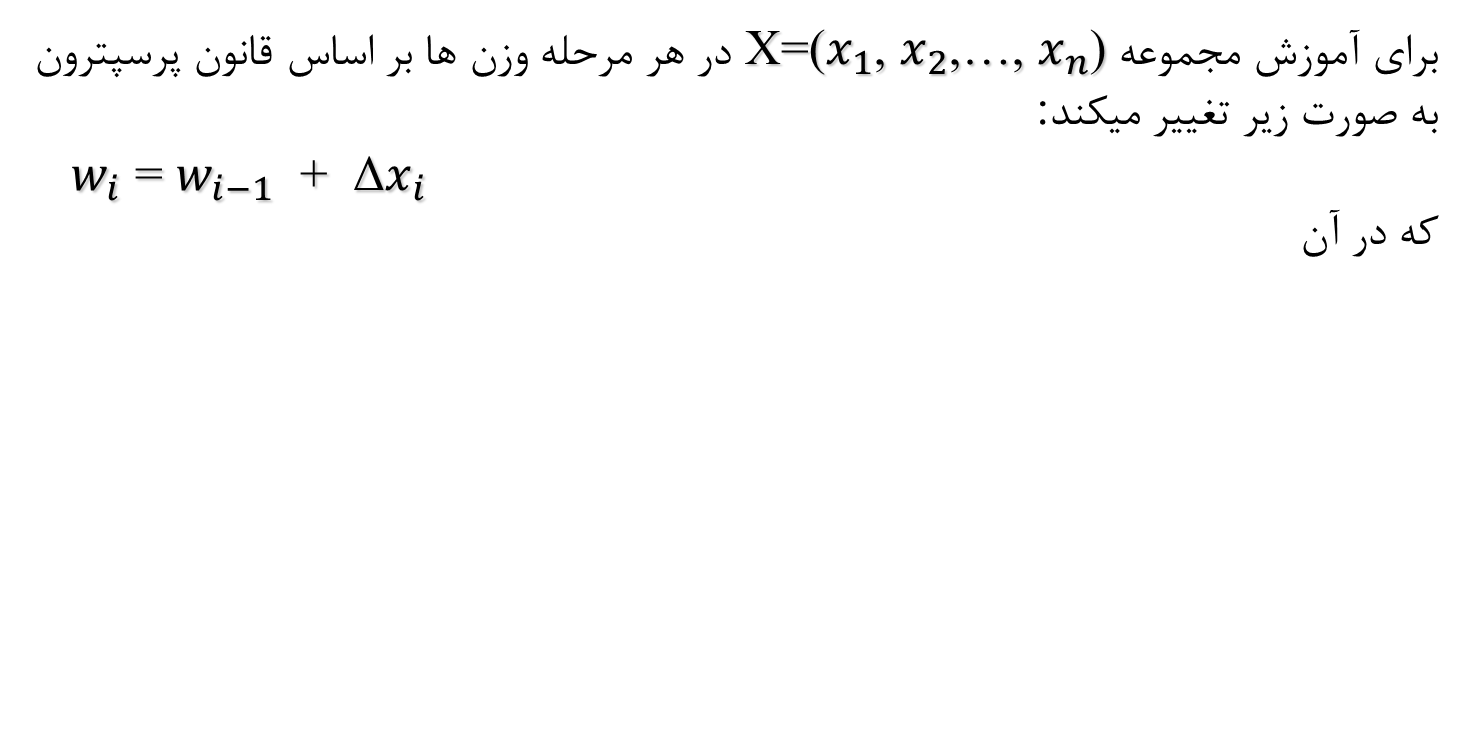 برای آموزش مجموعه X=(x₁, x₂,…, xₙ) در هر مرحله وزن ها بر اساس قانون پرسپترون
به صورت زیر تغییر میکند:
wᵢ = wᵢ₋₁ + Δxᵢ
که در آن